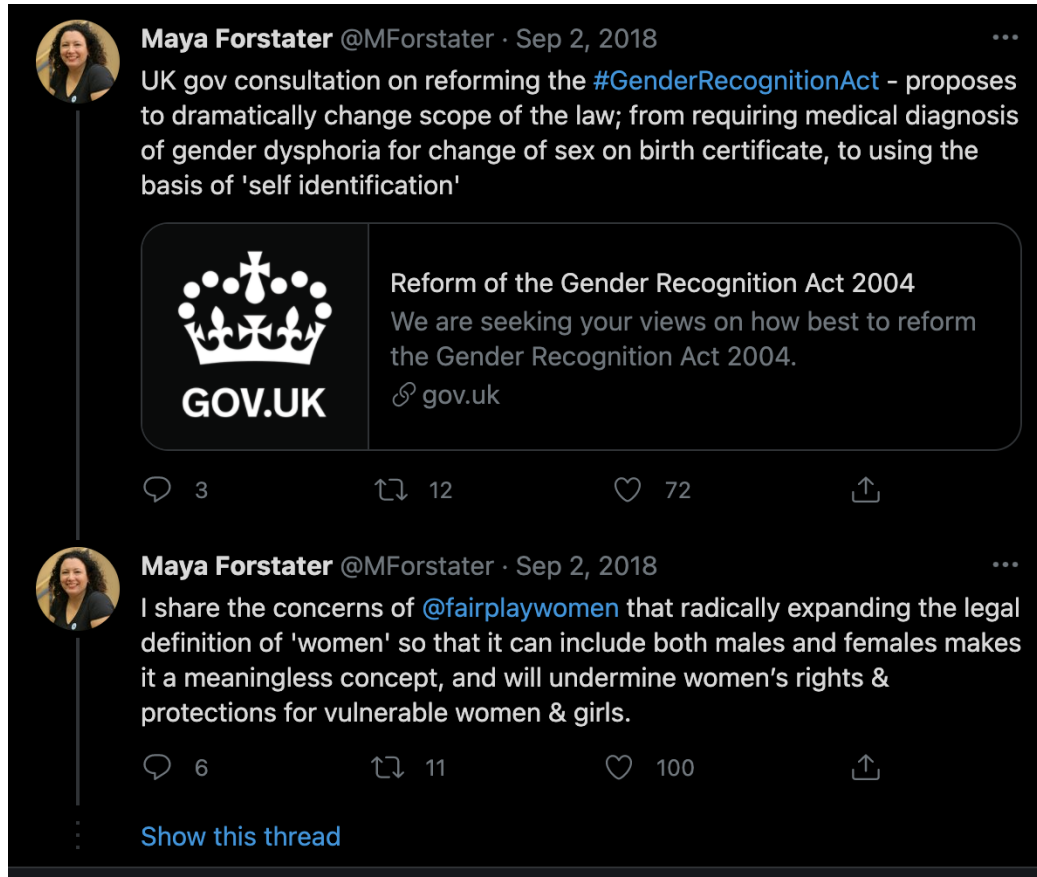 Maya Forstater @MForstater · Sep 2, 2018
UK gov consultation on reforming the #GenderRecognitionAct - proposes
to dramatically change scope of the law; from requiring medical diagnosis
of gender dysphoria for change of sex on birth certificate, to using the
basis of 'self identification'
GOV.UK
Reform of the Gender Recognition Act 2004
We are seeking your views on how best to reform
the Gender Recognition Act 2004.
gov.uk
3 12 72
Maya Forstater @MForstater · Sep 2, 2018
I share the concerns of @fairplaywomen that radically expanding the legal
definition of 'women' so that it can include both males and females makes
it a meaningless concept, and will undermine women’s rights &
protections for vulnerable women & girls.
6 11 100
Show this thread